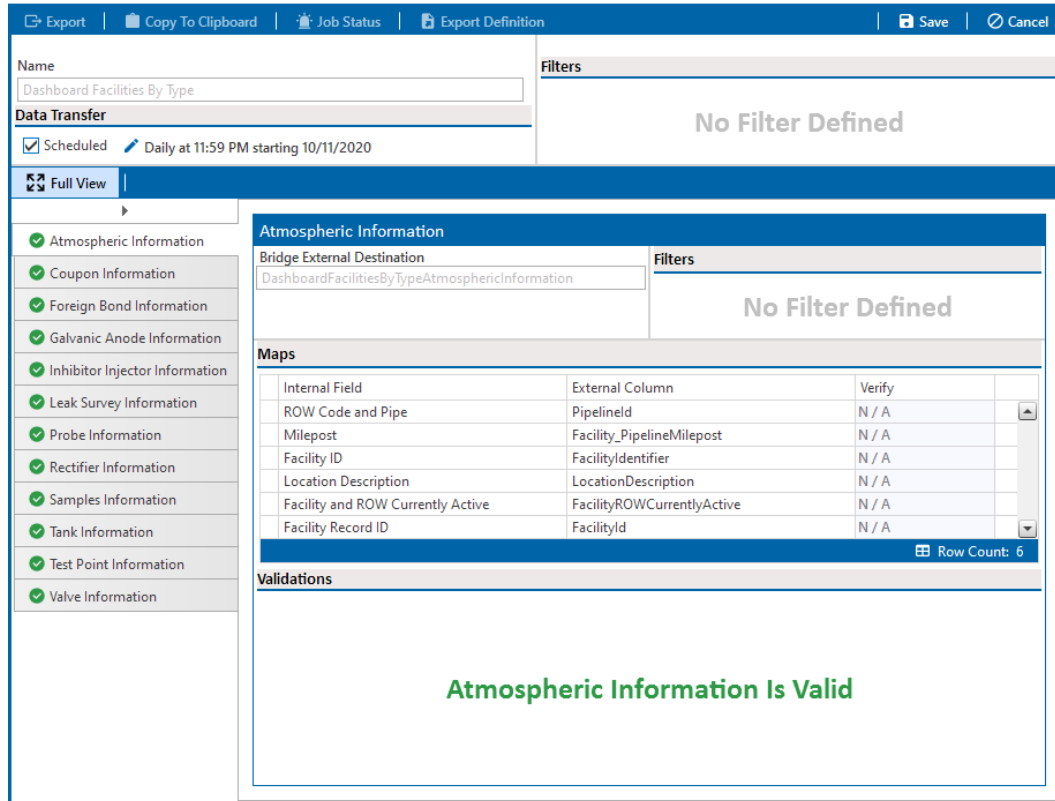 Export Copy To Clipboard Job Status Export Definition Save Cancel
Name
Dashboard Facilities By Type
Data Transfer
Scheduled Daily at 11:59 PM starting 10/11/2020
Filters
No Filter Defined
Full View
Atmospheric Information
Coupon Information
Foreign Bond Information
Galvanic Anode Information
Inhibitor Injector Information
Leak Survey Information
Probe Information
Rectifier Information
Samples Information
Tank Information
Test Point Information
Valve Information
Atmospheric Information
Bridge External Destination
DashboardFacilitiesByTypeAtmosphericInformation
Filters
No Filter Defined
Maps
Internal Field External Column Verify
ROW Code and Pipe PipelineId N / A
Milepost Facility_PipelineMilepost N / A
Facility ID FacilityIdentifier N / A
Location Description LocationDescription N / A
Facility and ROW Currently Active FacilityROWCurrentlyActive N / A
Facility Record ID FacilityId N / A
Row Count: 6
Validations
Atmospheric Information Is Valid